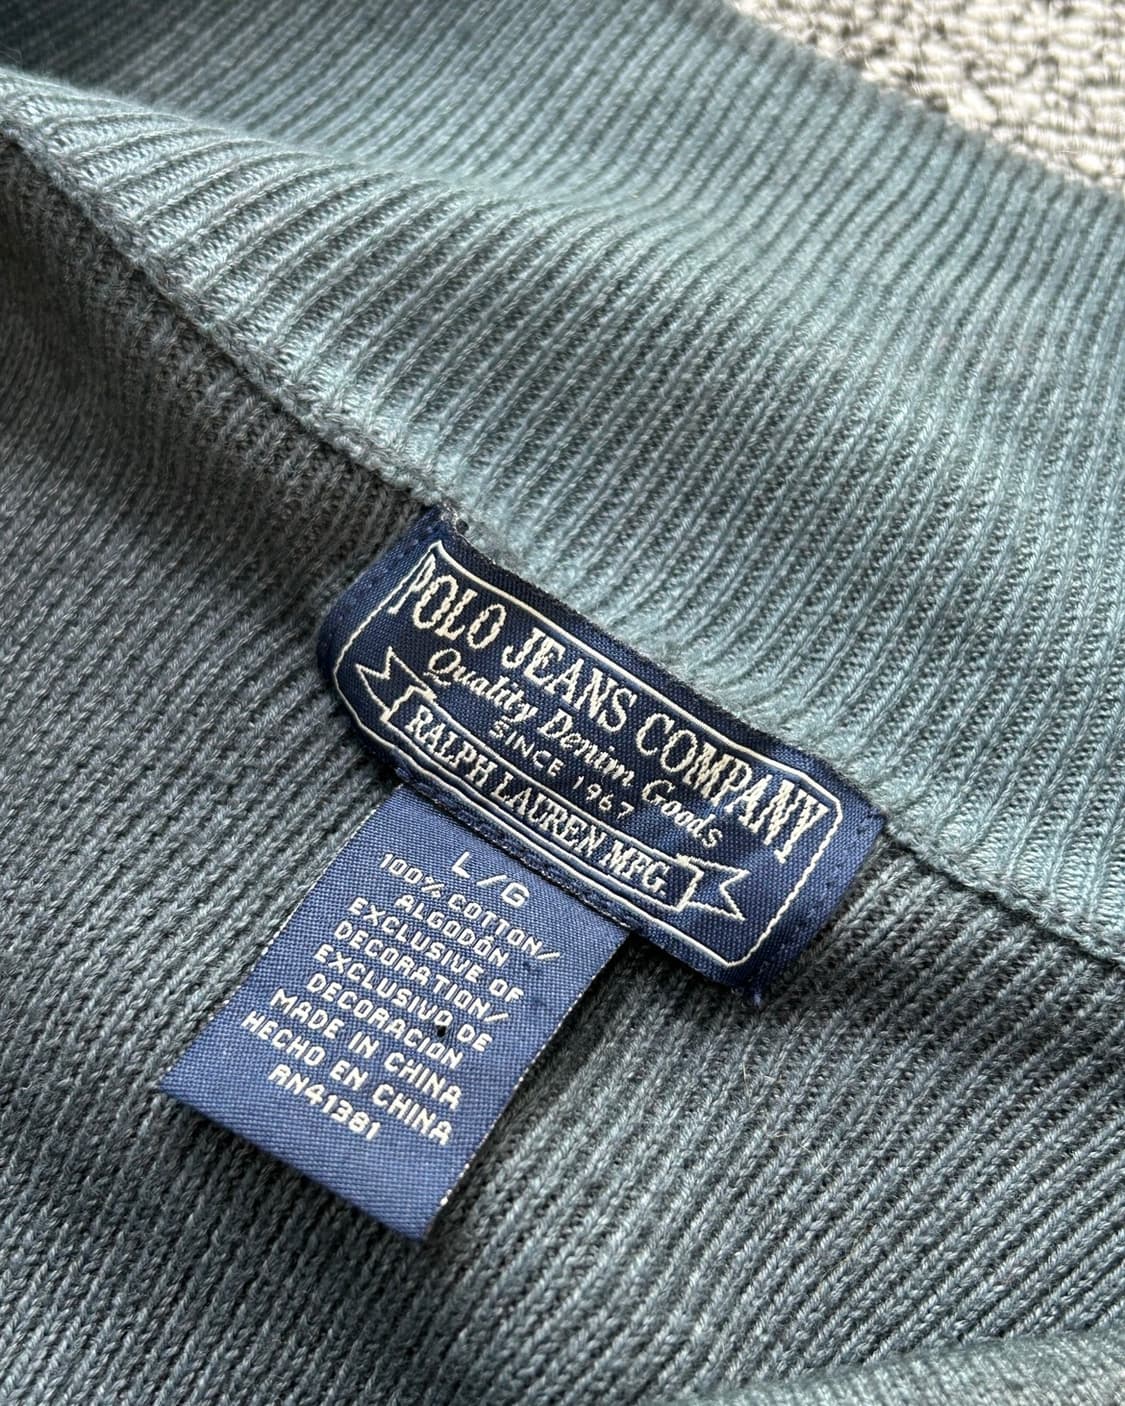 POLO JEANS COMPANY
Quality Denim Goods
SINCE 1967
RALPH LAUREN MFG.
L/G
100% COTTON/
ALGODÓN
EXCLUSIVE OF
DECORATION/
EXCLUSIVO DE
DECORACION
MADE IN CHINA
HECHO EN CHINA
RN41381